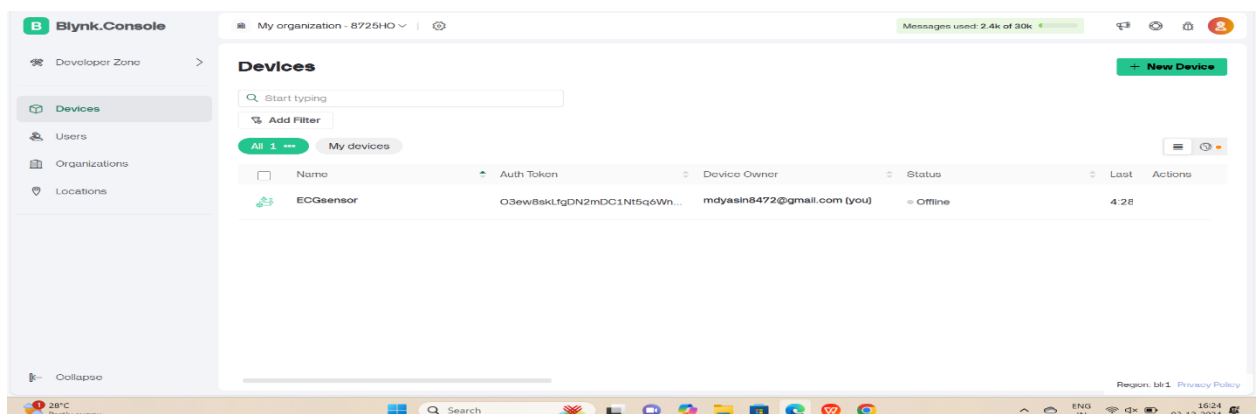 B Blynk.Console
My organization - 8725HO
Messages used: 2.4k of 30k
Developer Zone
Devices
+ New Device
Start typing
Devices
Add Filter
Users
All 1
My devices
Organizations
Name Auth Token Device Owner Status Last Actions
Locations
ECGsensor O3ew8skLfgDN2mDC1Nt5q6Wn... mdyasin8472@gmail.com (you) Offline 4:28
Collapse
Region: blr1 Privacy Policy
1 28°C
Search
ENG 16:24